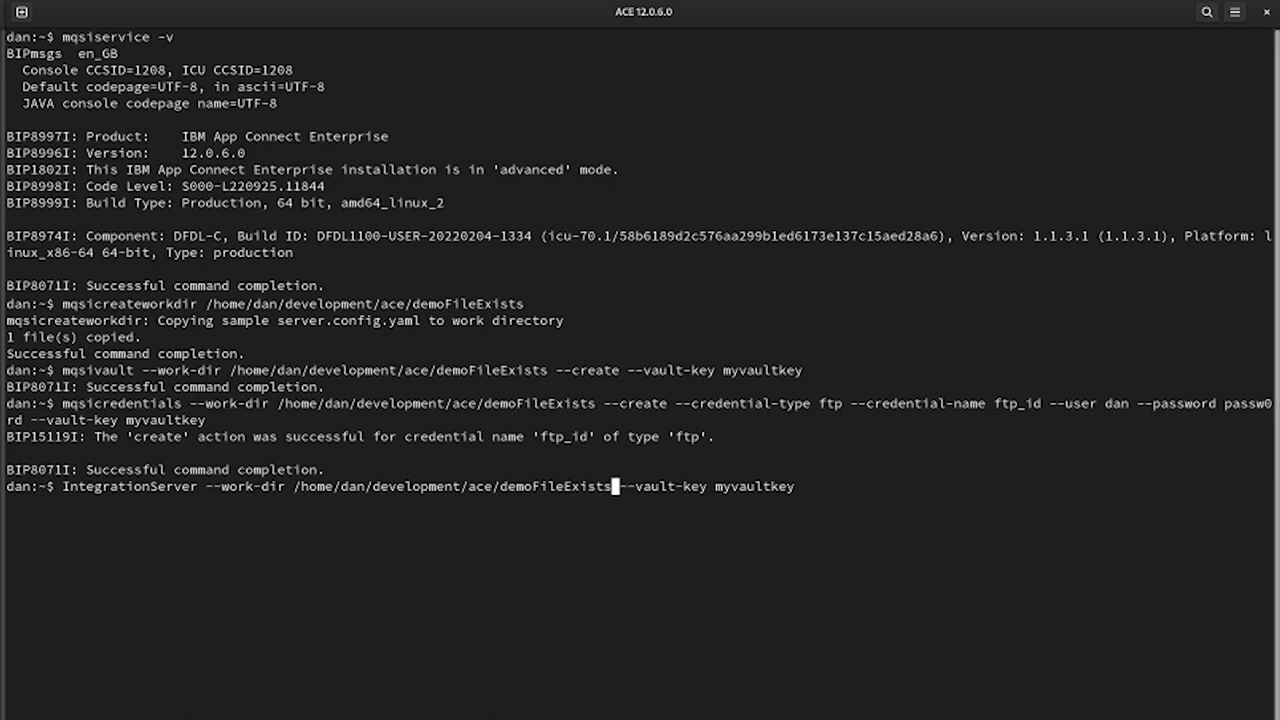 ACE 12.0.6.0
dan:~$ mqsiservice -v
BIPmsgs  en_GB
  Console CCSID=1208, ICU CCSID=1208
  Default codepage=UTF-8, in ascii=UTF-8
  JAVA console codepage name=UTF-8
BIP8997I: Product:    IBM App Connect Enterprise
BIP8996I: Version:    12.0.6.0
BIP1802I: This IBM App Connect Enterprise installation is in 'advanced' mode.
BIP8998I: Code Level: S000-L220925.11844
BIP8999I: Build Type: Production, 64 bit, amd64_linux_2
BIP8974I: Component: DFDL-C, Build ID: DFDL1100-USER-20220204-1334 (icu-70.1/58b6189d2c576aa299b1ed6173e137c15aed28a6), Version: 1.1.3.1 (1.1.3.1), Platform: l
inux_x86-64 64-bit, Type: production
BIP8071I: Successful command completion.
dan:~$ mqsicreateworkdir /home/dan/development/ace/demoFileExists
mqsicreateworkdir: Copying sample server.config.yaml to work directory
1 file(s) copied.
Successful command completion.
dan:~$ mqsivault --work-dir /home/dan/development/ace/demoFileExists --create --vault-key myvaultkey
BIP8071I: Successful command completion.
dan:~$ mqsicredentials --work-dir /home/dan/development/ace/demoFileExists --create --credential-type ftp --credential-name ftp_id --user dan --password passw0
rd --vault-key myvaultkey
BIP15119I: The 'create' action was successful for credential name 'ftp_id' of type 'ftp'.
BIP8071I: Successful command completion.
dan:~$ IntegrationServer --work-dir /home/dan/development/ace/demoFileExists --vault-key myvaultkey